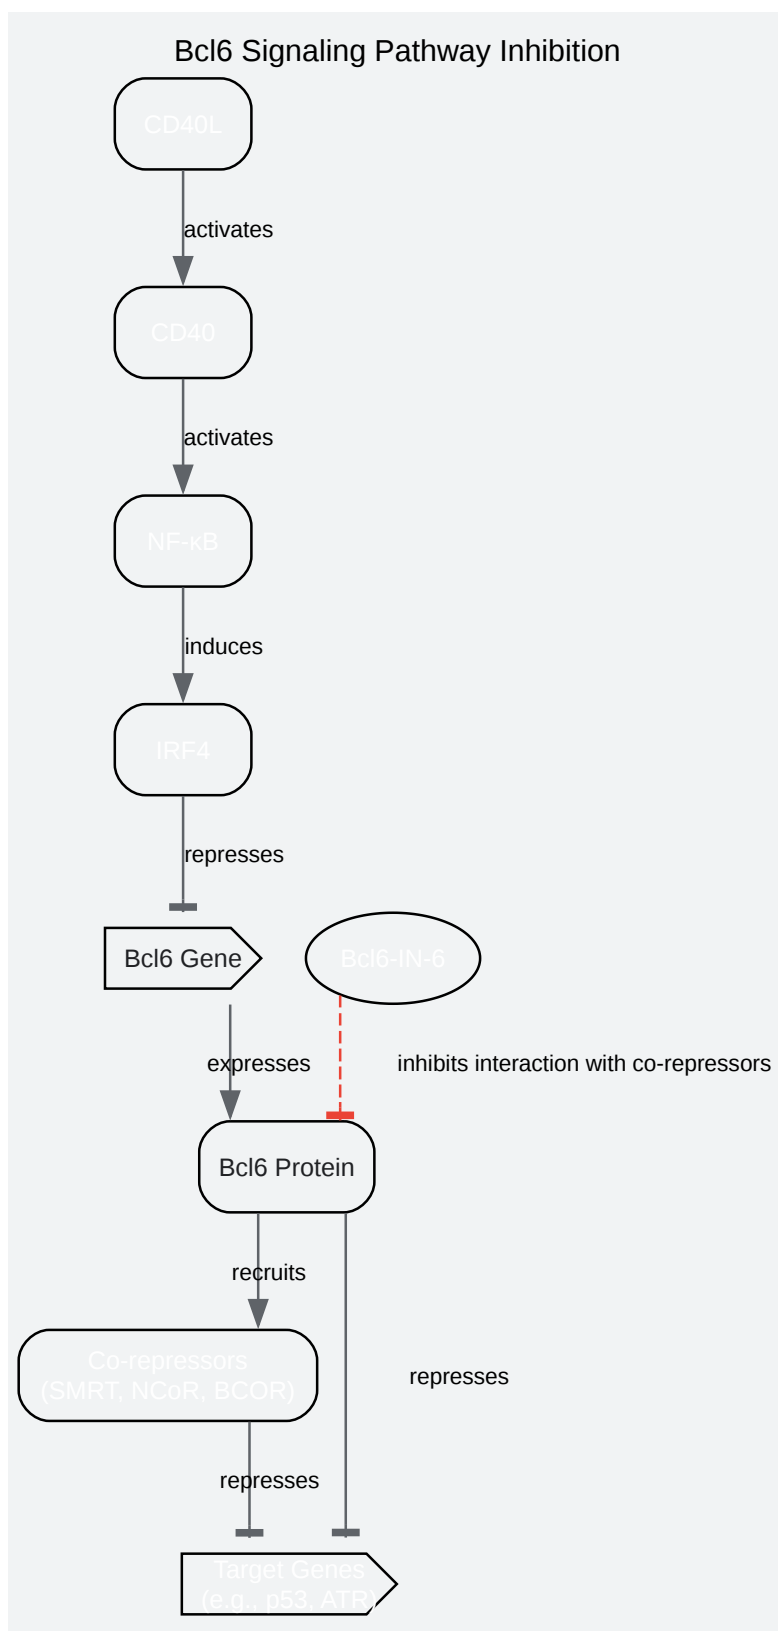 Bcl6 Signaling Pathway Inhibition
CD40L
activates
CD40
activates
NF-κB
induces
IRF4
represses
Bcl6 Gene
Bcl6-IN-6
expresses
inhibits interaction with co-repressors
Bcl6 Protein
recruits
Co-repressors
(SMRT, NCoR, BCOR)
represses
represses
Target Genes
(e.g., p53, ATR)